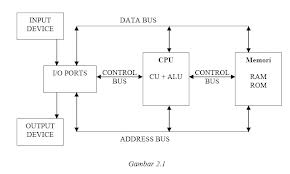 INPUT
DEVICE
DATA BUS
I/O PORTS
CONTROL
BUS
CPU
CU + ALU
CONTROL
BUS
Memori
RAM
ROM
OUTPUT
DEVICE
ADDRESS BUS
Gambar 2.1